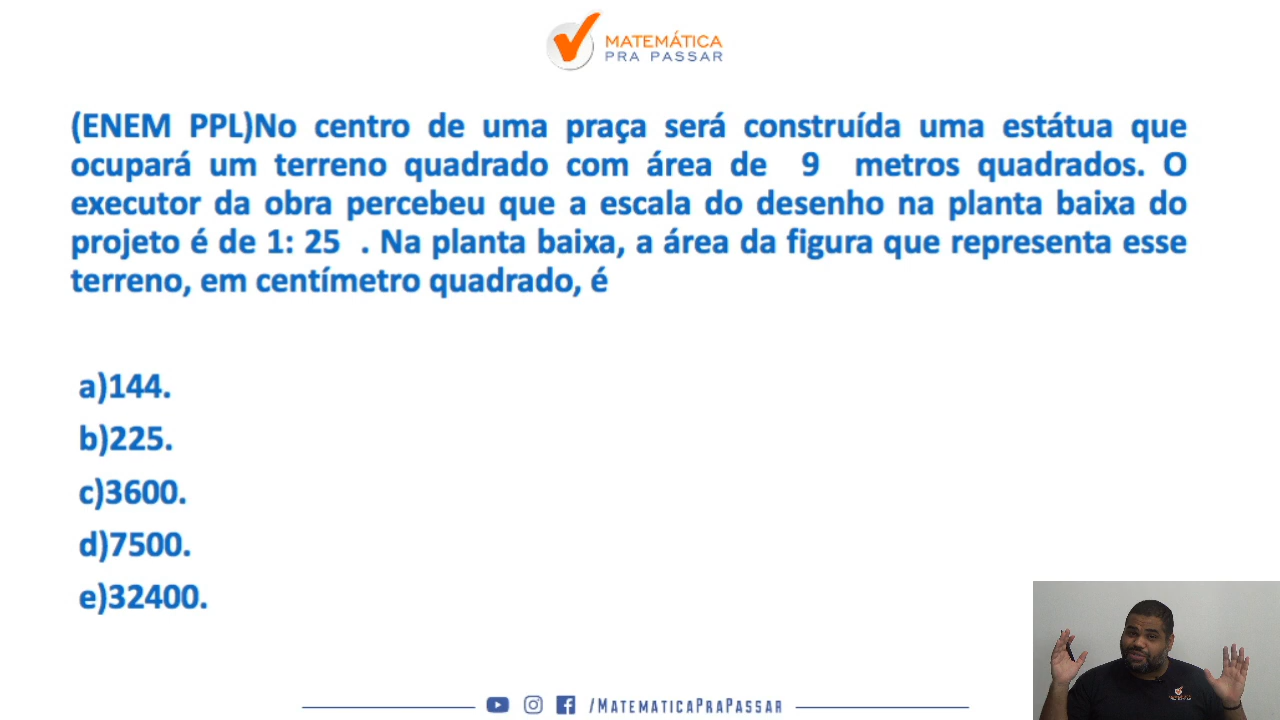 MATEMÁTICA
PRA PASSAR
(ENEM PPL)No centro de uma praça será construída uma estátua que
ocupará um terreno quadrado com área de 9 metros quadrados. O
executor da obra percebeu que a escala do desenho na planta baixa do
projeto é de 1: 25 . Na planta baixa, a área da figura que representa esse
terreno, em centímetro quadrado, é
a)144.
b)225.
c)3600.
d)7500.
e)32400.
/MATEMATICAPRAPASSAR